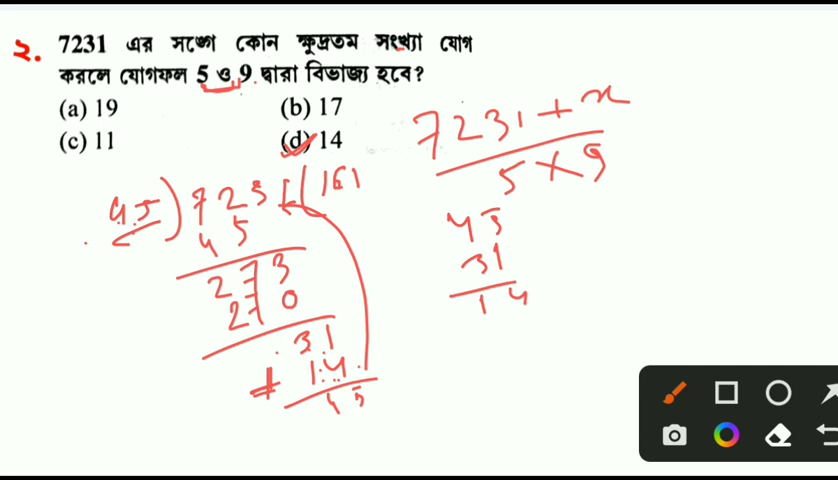 ২. 7231 এর সঙ্গে কোন ক্ষুদ্রতম সংখ্যা যোগ
করলে যোগফল 5 ও 9 দ্বারা বিভাজ্য হবে?
(a) 19 (b) 17
(c) 11 (d) 14
7231 + x
5 × 9
45) 7231 (161
45
273
270
31
+ 14
45
45
31
14